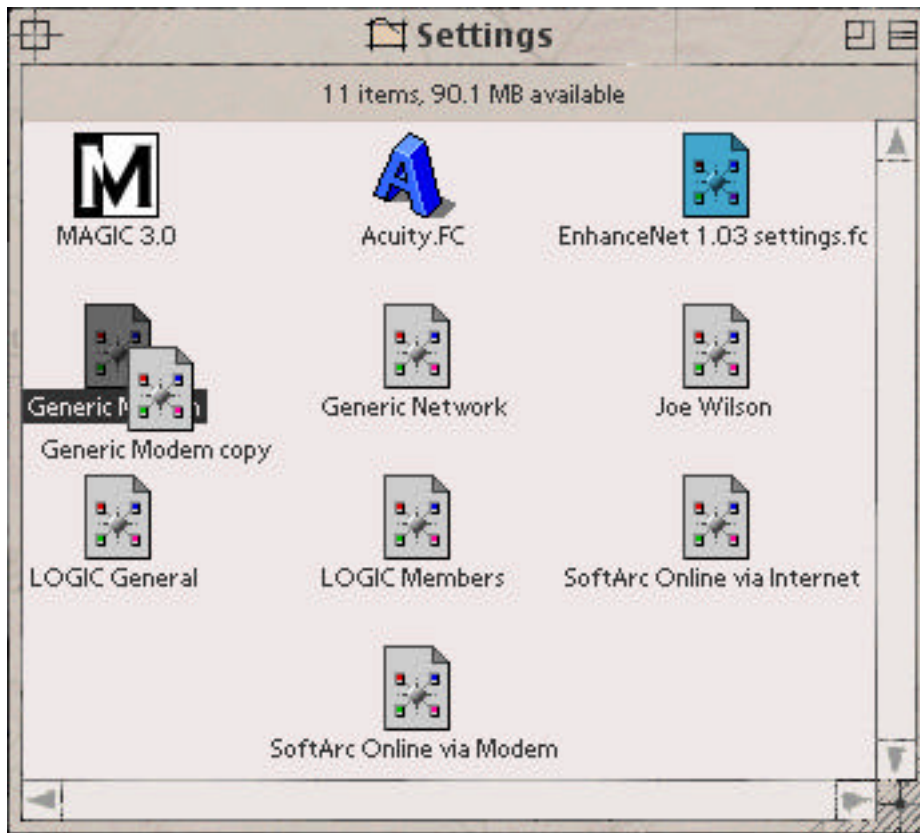 Settings
11 items, 90.1 MB available
M
A
MAGIC 3.0
Acuity.FC
EnhanceNet 1.03 settings.fc
Generic
Generic Network
Joe Wilson
Generic Modem copy
LOGIC General
LOGIC Members
SoftArc Online via Internet
SoftArc Online via Modem